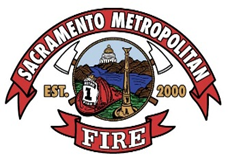 SACRAMENTO METROPOLITAN
EST. 2000
1
FIRE